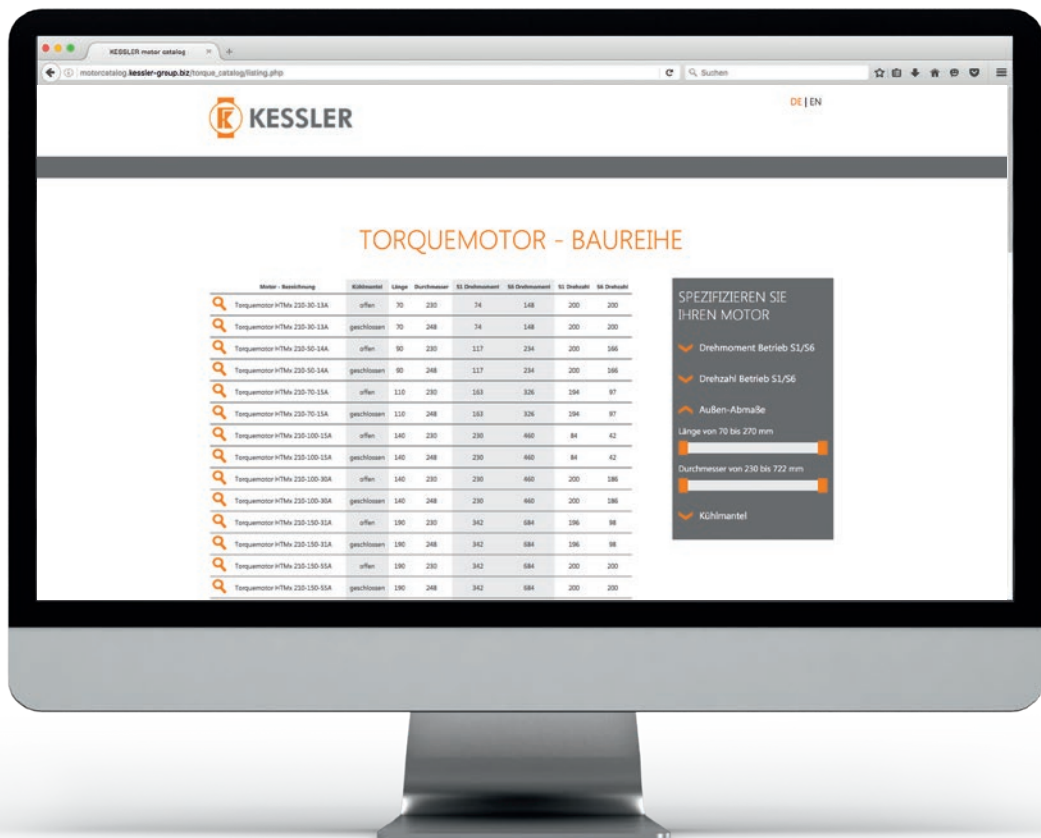 KESSLER motor catalog
motorcatalog.kessler-group.biz/torque_catalog/listing.php
Suchen
DE | EN
KESSLER
TORQUEMOTOR - BAUREIHE
Motor - Bezeichnung Kühlmantel Länge Durchmesser S1 Drehmoment S6 Drehmoment S1 Drehzahl S6 Drehzahl
Torquemotor HTMx 210-30-13A offen 70 230 74 148 200 200
Torquemotor HTMx 210-30-13A geschlossen 70 248 74 148 200 200
Torquemotor HTMx 210-50-14A offen 90 230 117 234 200 166
Torquemotor HTMx 210-50-14A geschlossen 90 248 117 234 200 166
Torquemotor HTMx 210-70-15A offen 110 230 163 326 194 97
Torquemotor HTMx 210-70-15A geschlossen 110 248 163 326 194 97
Torquemotor HTMx 210-100-15A offen 140 230 230 460 84 42
Torquemotor HTMx 210-100-15A geschlossen 140 248 230 460 84 42
Torquemotor HTMx 210-100-30A offen 140 230 230 460 200 186
Torquemotor HTMx 210-100-30A geschlossen 140 248 230 460 200 186
Torquemotor HTMx 210-150-31A offen 190 230 342 684 196 98
Torquemotor HTMx 210-150-31A geschlossen 190 248 342 684 196 98
Torquemotor HTMx 210-150-55A offen 190 230 342 684 200 200
Torquemotor HTMx 210-150-55A geschlossen 190 248 342 684 200 200
SPEZIFIZIEREN SIE
IHREN MOTOR
Drehmoment Betrieb S1/S6
Drehzahl Betrieb S1/S6
Außen-Abmaße
Länge von 70 bis 270 mm
Durchmesser von 230 bis 722 mm
Kühlmantel